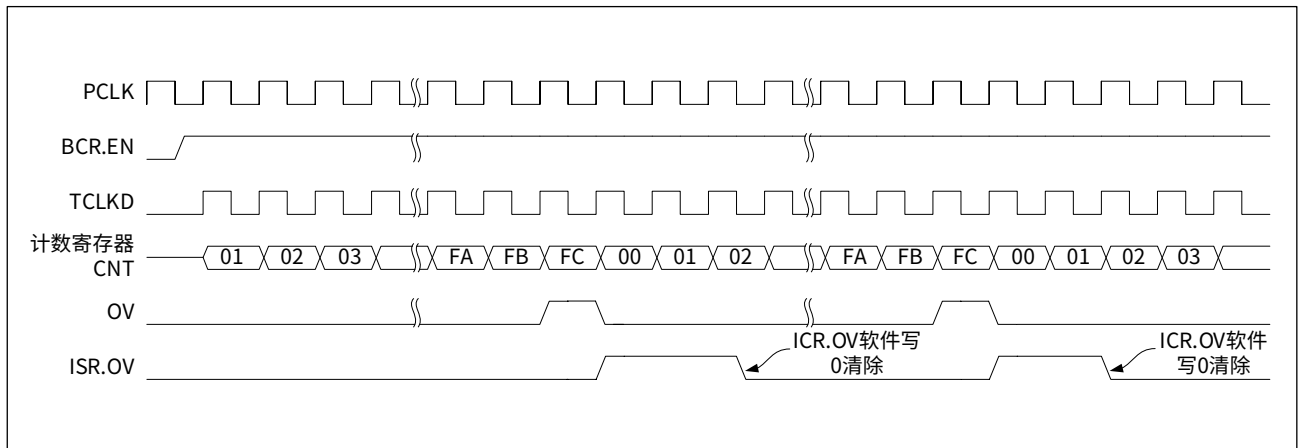 PCLK
BCR.EN
TCLKD
计数寄存器
CNT
01 02 03 FA FB FC 00 01 02 FA FB FC 00 01 02 03
OV
ISR.OV
ICR.OV软件写
0清除
ICR.OV软件
写0清除